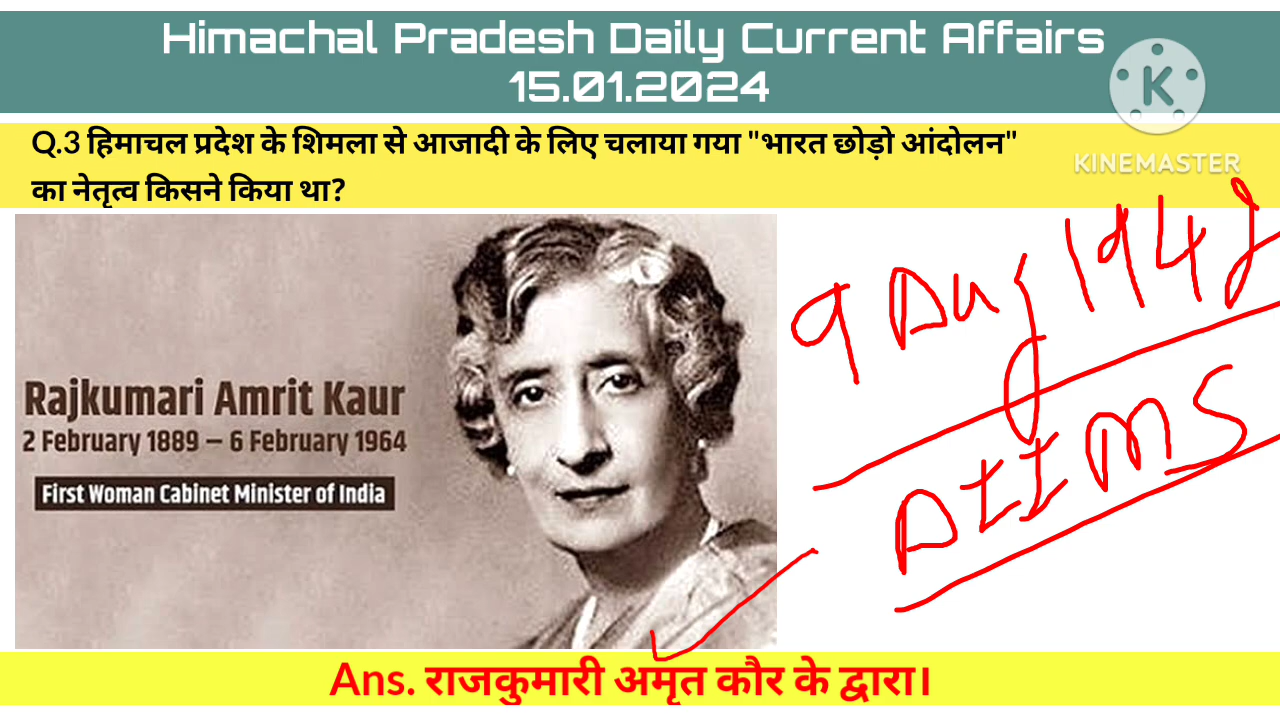 Himachal Pradesh Daily Current Affairs
15.01.2024
KINEMASTER
Q.3 हिमाचल प्रदेश के शिमला से आजादी के लिए चलाया गया "भारत छोड़ो आंदोलन"
का नेतृत्व किसने किया था?
9 Aug 1942
AIIMS
Rajkumari Amrit Kaur
2 February 1889 – 6 February 1964
First Woman Cabinet Minister of India
Ans. राजकुमारी अमृत कौर के द्वारा।